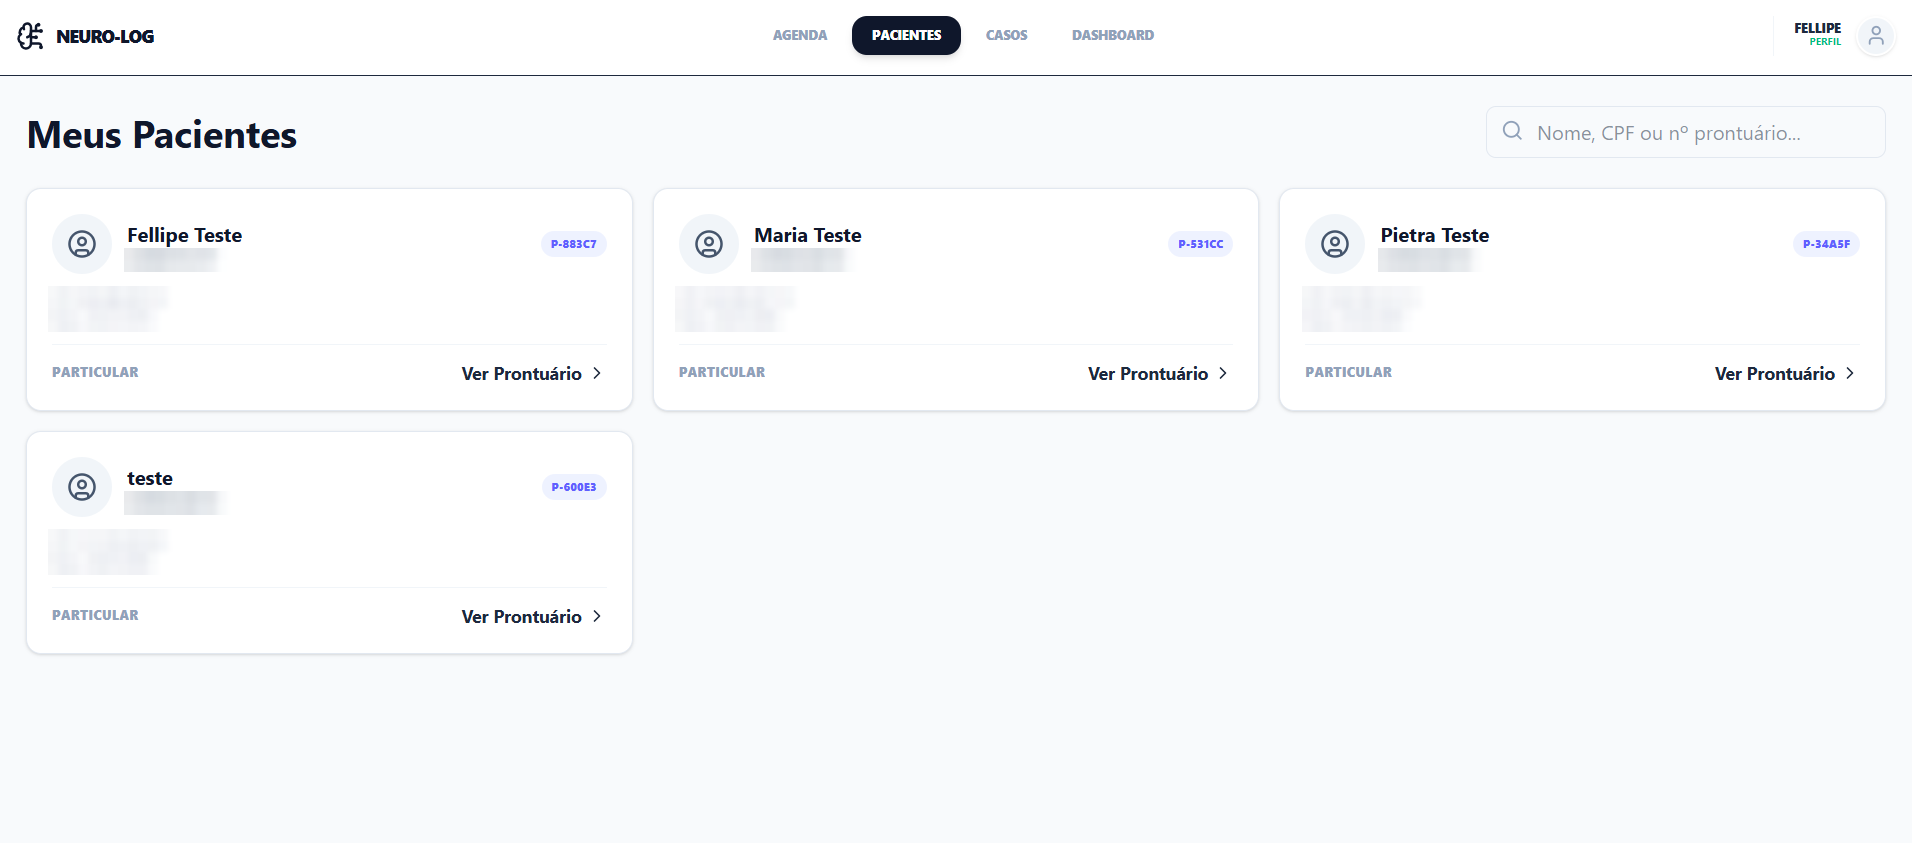 NEURO-LOG
AGENDA
PACIENTES
CASOS
DASHBOARD
FELLIPE
PERFIL
Meus Pacientes
Nome, CPF ou nº prontuário...
Fellipe Teste
P-883C7
PARTICULAR
Ver Prontuário
Maria Teste
P-531CC
PARTICULAR
Ver Prontuário
Pietra Teste
P-34A5F
PARTICULAR
Ver Prontuário
teste
P-600E3
PARTICULAR
Ver Prontuário